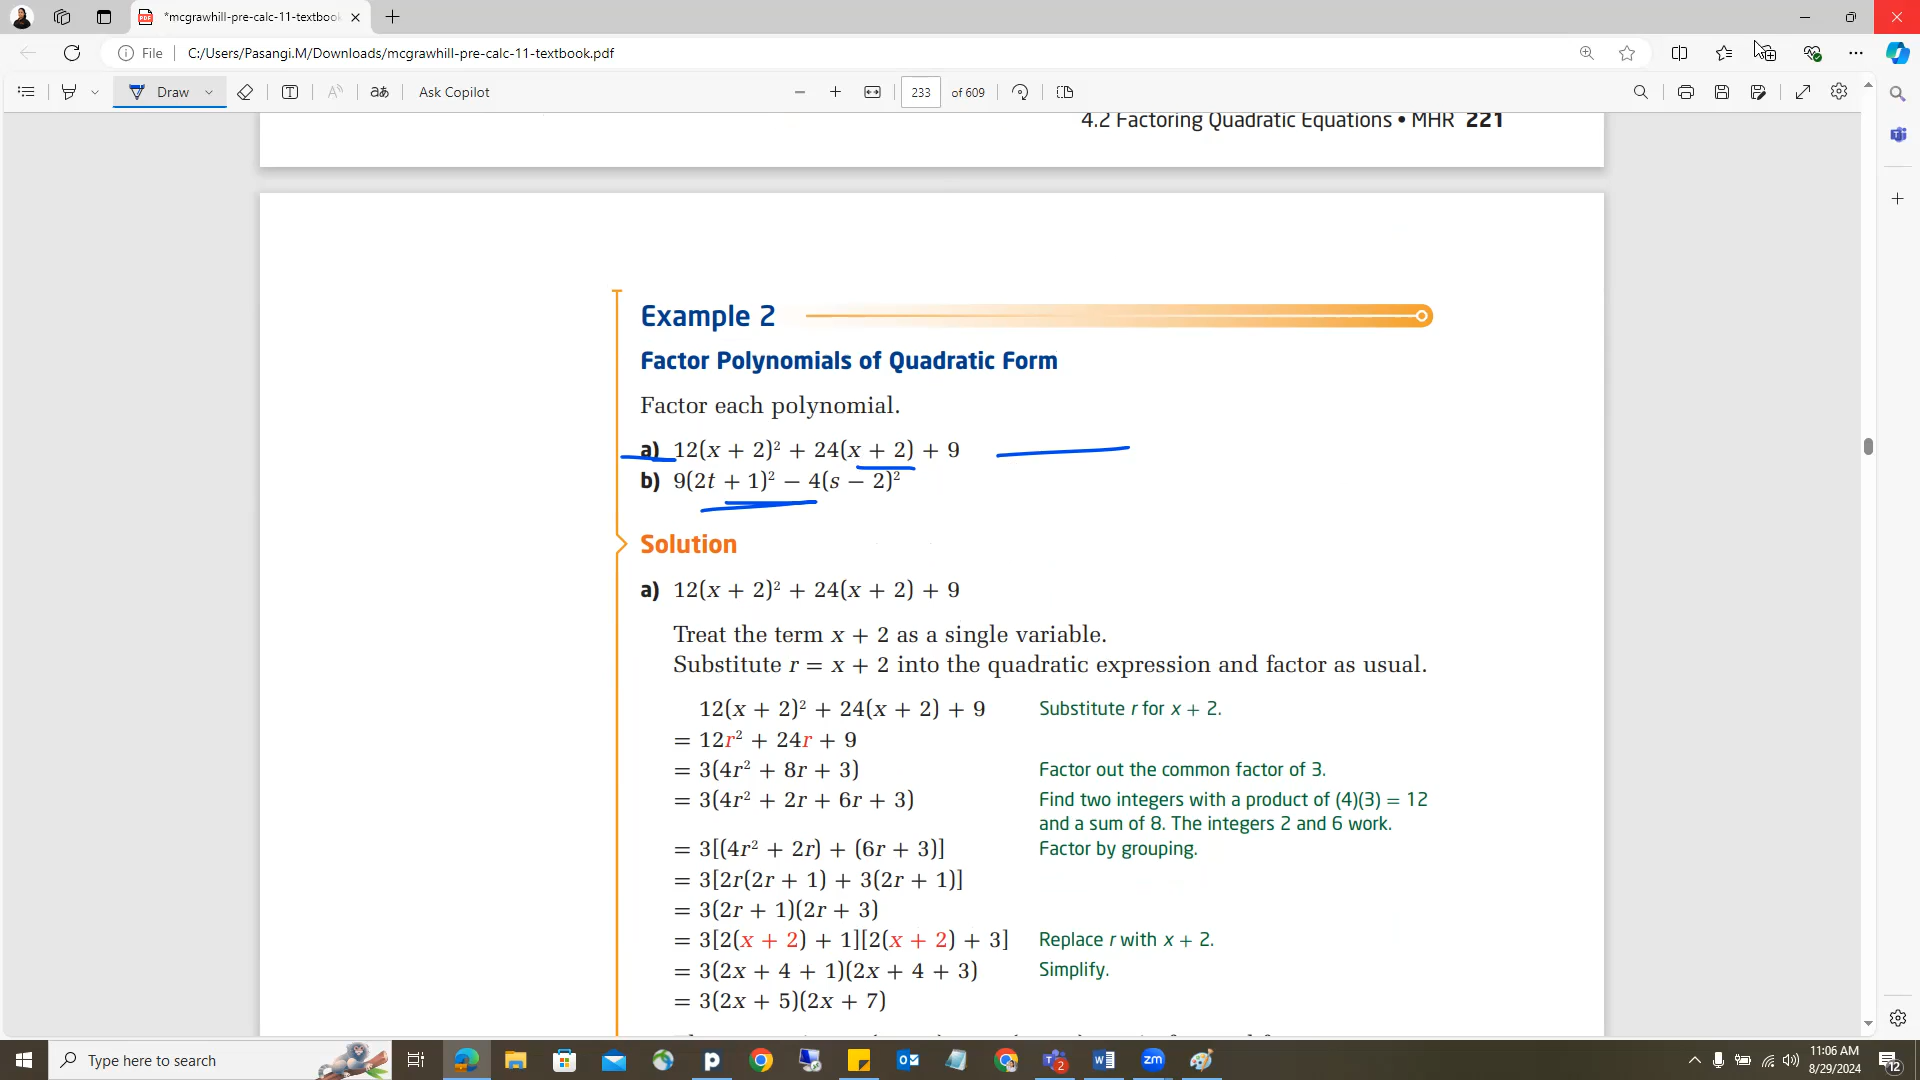 *mcgrawhill-pre-calc-11-textbook
File
C:/Users/Pasangi.M/Downloads/mcgrawhill-pre-calc-11-textbook.pdf
Draw
Ask Copilot
233 of 609
4.2 Factoring Quadratic Equations • MHR 221
Example 2
Factor Polynomials of Quadratic Form
Factor each polynomial.
a) 12(x + 2)² + 24(x + 2) + 9
b) 9(2t + 1)² − 4(s − 2)²
Solution
a) 12(x + 2)² + 24(x + 2) + 9
Treat the term x + 2 as a single variable.
Substitute r = x + 2 into the quadratic expression and factor as usual.
12(x + 2)² + 24(x + 2) + 9 Substitute r for x + 2.
= 12r² + 24r + 9
= 3(4r² + 8r + 3) Factor out the common factor of 3.
= 3(4r² + 2r + 6r + 3) Find two integers with a product of (4)(3) = 12
and a sum of 8. The integers 2 and 6 work.
= 3[(4r² + 2r) + (6r + 3)] Factor by grouping.
= 3[2r(2r + 1) + 3(2r + 1)]
= 3(2r + 1)(2r + 3)
= 3[2(x + 2) + 1][2(x + 2) + 3] Replace r with x + 2.
= 3(2x + 4 + 1)(2x + 4 + 3) Simplify.
= 3(2x + 5)(2x + 7)
Type here to search
11:06 AM
8/29/2024
12